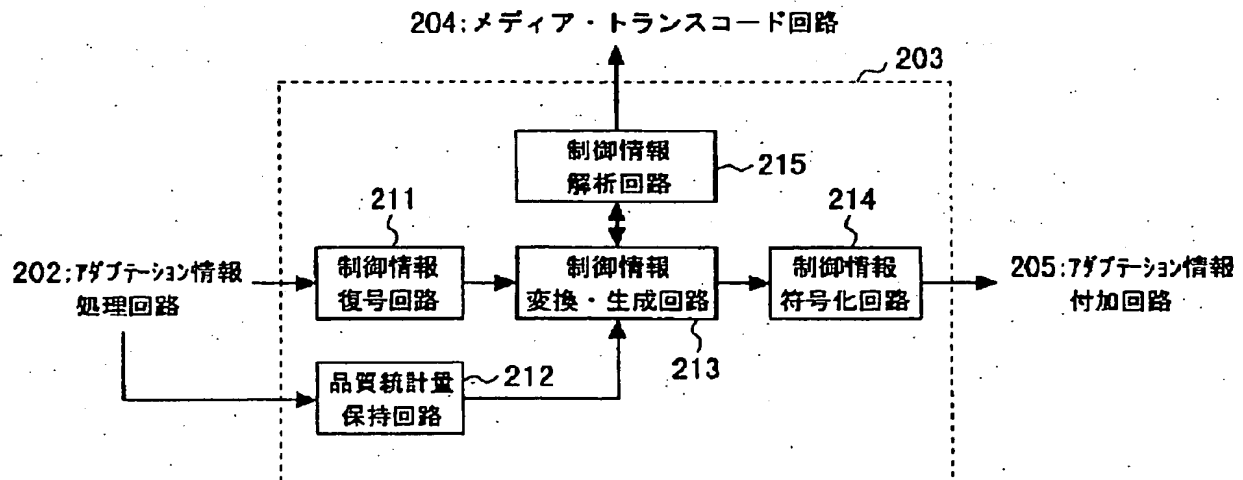 204:メディア・トランスコード回路
203
制御情報
解析回路
215
211
214
202:アダプテーション情報
処理回路
制御情報
復号回路
制御情報
変換・生成回路
制御情報
符号化回路
205:アダプテーション情報
付加回路
213
品質統計量
保持回路
212